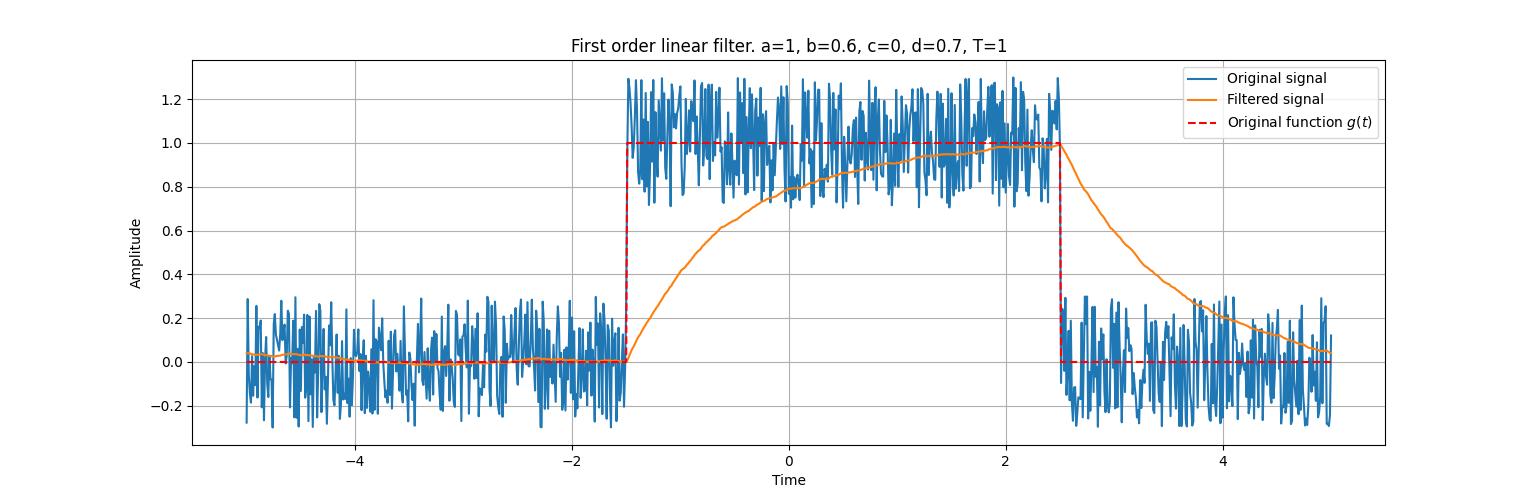 First order linear filter. a=1, b=0.6, c=0, d=0.7, T=1
Original signal
Filtered signal
Original function g(t)
Amplitude
1.2
1.0
0.8
0.6
0.4
0.2
0.0
−0.2
−4
−2
0
2
4
Time